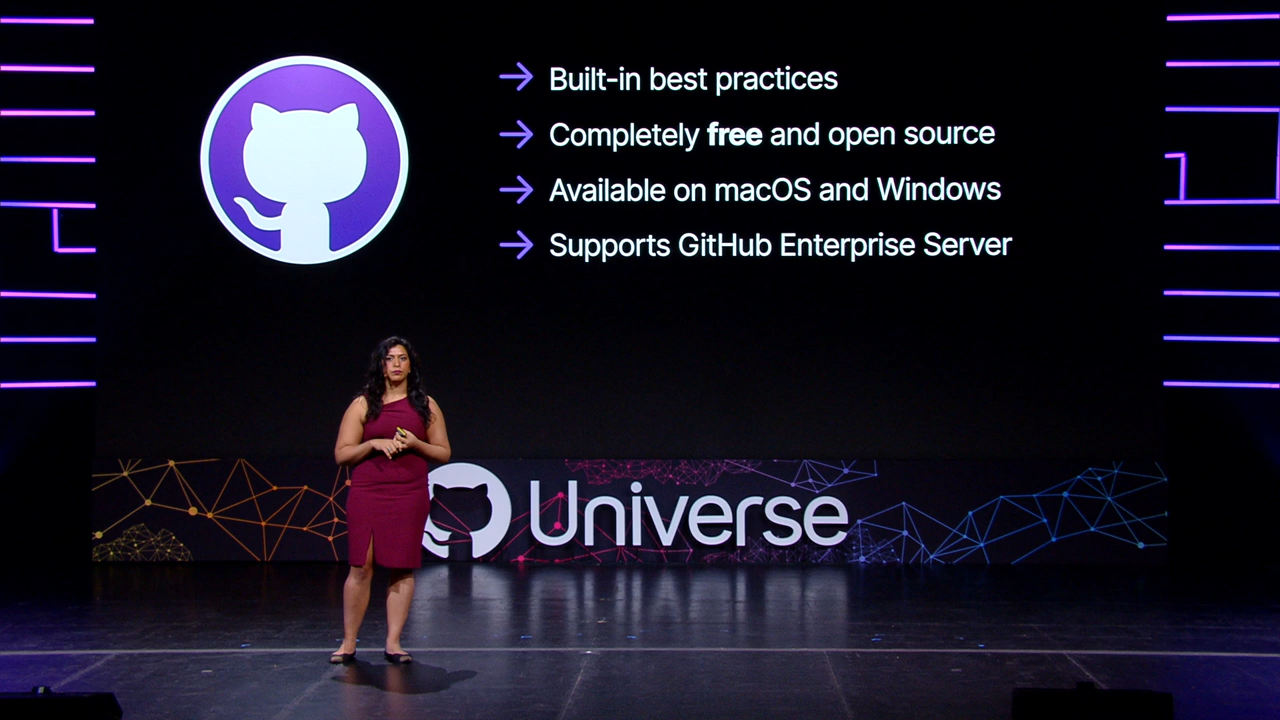 Built-in best practices
Completely free and open source
Available on macOS and Windows
Supports GitHub Enterprise Server
Universe